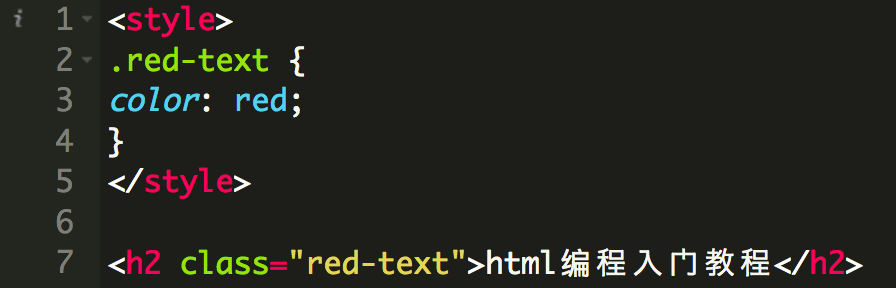 i 1 <style>
2 .red-text {
3 color: red;
4 }
5 </style>
6
7 <h2 class="red-text">html编程入门教程</h2>